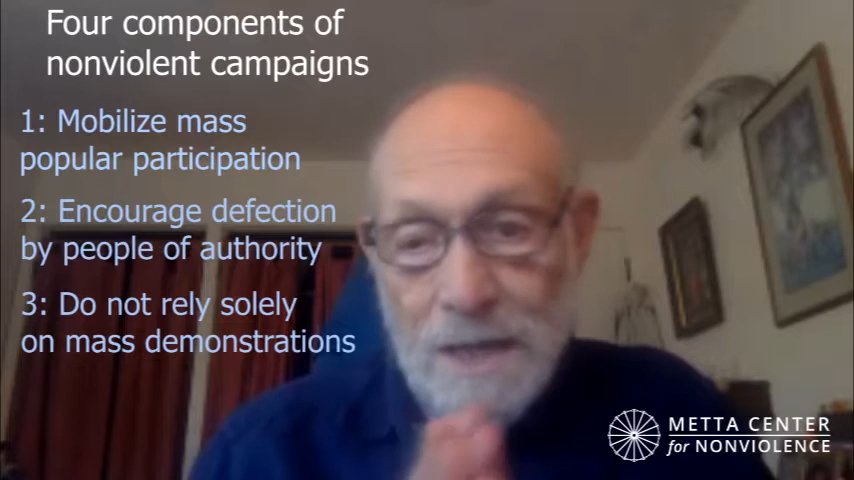 Four components of
nonviolent campaigns
1: Mobilize mass
popular participation
2: Encourage defection
by people of authority
3: Do not rely solely
on mass demonstrations
METTA CENTER
for NONVIOLENCE